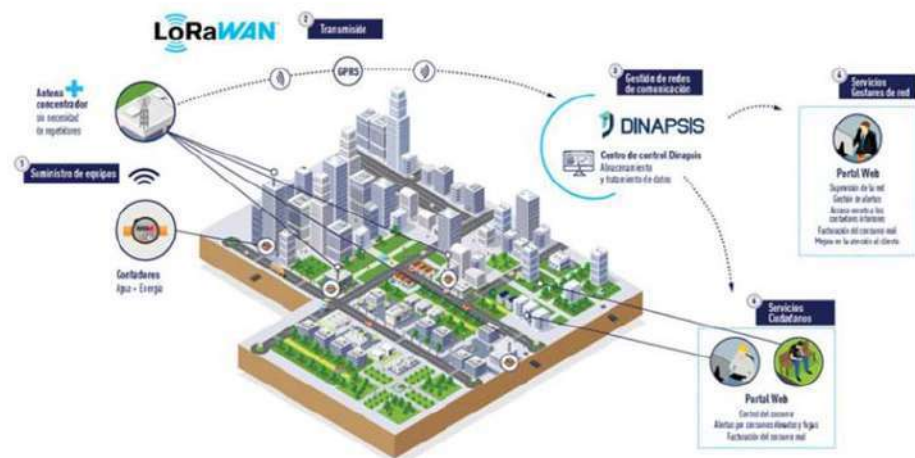 LoRaWAN
2 Transmisión
GPRS
Antena
concentrador
sin necesidad
de repetidores
1 Suministro de equipos
Contadores
Agua + Energía
3 Gestión de redes
de comunicación
DINAPSIS
Centro de control Dinapsis
Almacenamiento
y tratamiento de datos
4 Servicios
Gestores de red
Portal Web
Supervisión de la red
Gestión de alertas
Acceso remoto a los
contadores interiores
Facturación del consumo real
Mejora en la atención al cliente
Servicios
Ciudadanos
Portal Web
Control del consumo
Alertas por consumos elevados y fugas
Facturación del consumo real